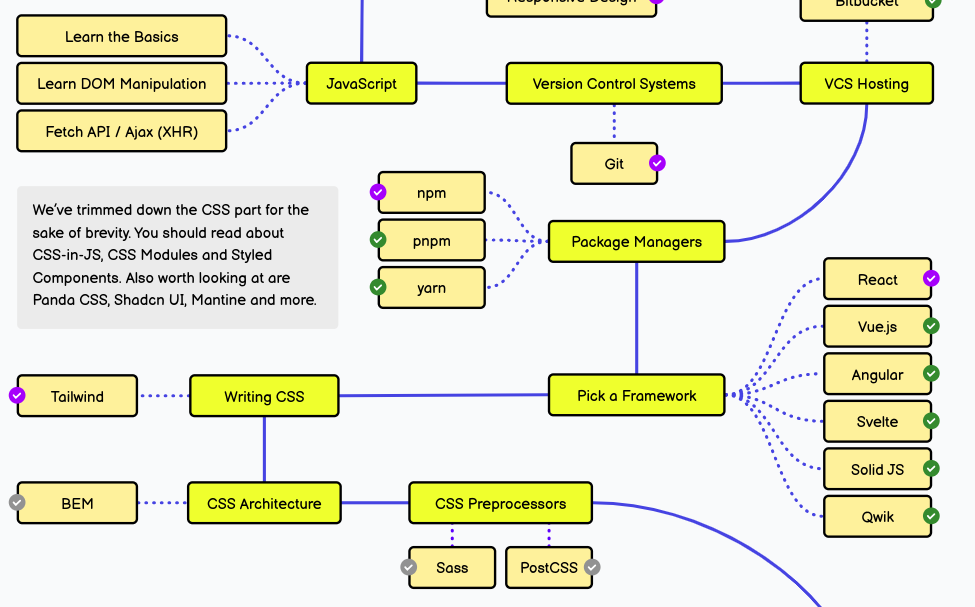 Responsive Design
Bitbucket
Learn the Basics
Learn DOM Manipulation
Fetch API / Ajax (XHR)
JavaScript
Version Control Systems
VCS Hosting
Git
npm
pnpm
yarn
Package Managers
We've trimmed down the CSS part for the
sake of brevity. You should read about
CSS-in-JS, CSS Modules and Styled
Components. Also worth looking at are
Panda CSS, Shadcn UI, Mantine and more.
React
Vue.js
Angular
Svelte
Solid JS
Qwik
Tailwind
Writing CSS
Pick a Framework
BEM
CSS Architecture
CSS Preprocessors
Sass
PostCSS